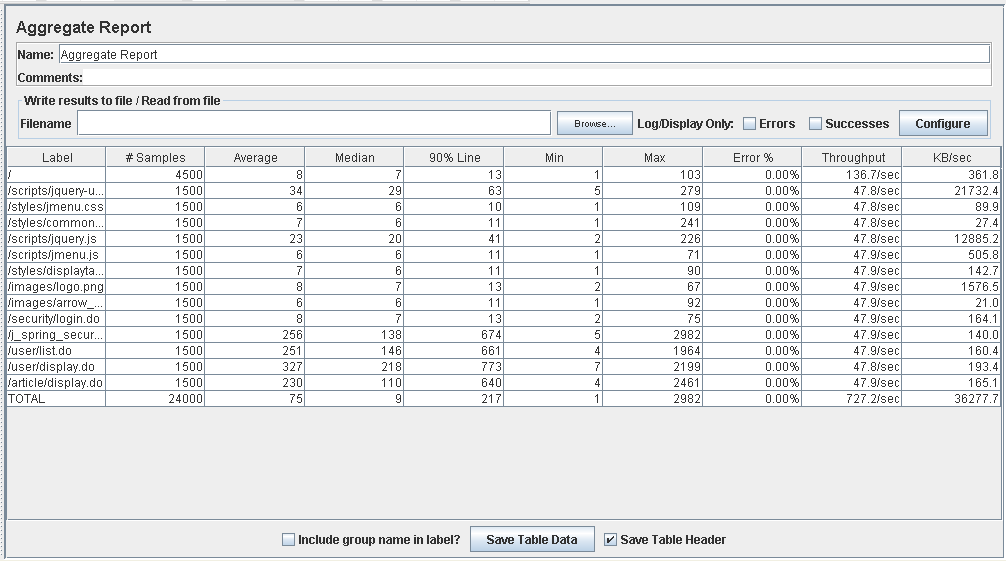 Aggregate Report
Name: Aggregate Report
Comments:
Write results to file / Read from file
Filename Browse... Log/Display Only: Errors Successes Configure
Label # Samples Average Median 90% Line Min Max Error % Throughput KB/sec
/ 4500 8 7 13 1 103 0.00% 136.7/sec 361.8
/scripts/jquery-u... 1500 34 29 63 5 279 0.00% 47.8/sec 21732.4
/styles/jmenu.css 1500 6 6 10 1 109 0.00% 47.8/sec 89.9
/styles/common... 1500 7 6 11 1 241 0.00% 47.8/sec 27.4
/scripts/jquery.js 1500 23 20 41 2 226 0.00% 47.8/sec 12885.2
/scripts/jmenu.js 1500 6 6 11 1 71 0.00% 47.9/sec 505.8
/styles/displayta... 1500 7 6 11 1 90 0.00% 47.9/sec 142.7
/images/logo.png 1500 8 7 13 2 67 0.00% 47.9/sec 1576.5
/images/arrow_... 1500 6 6 11 1 92 0.00% 47.9/sec 21.0
/security/login.do 1500 8 7 13 2 75 0.00% 47.9/sec 164.1
/j_spring_secur... 1500 256 138 674 5 2982 0.00% 47.9/sec 140.0
/user/list.do 1500 251 146 661 4 1964 0.00% 47.9/sec 160.4
/user/display.do 1500 327 218 773 7 2199 0.00% 47.9/sec 193.4
/article/display.do 1500 230 110 640 4 2461 0.00% 47.9/sec 165.1
TOTAL 24000 75 9 217 1 2982 0.00% 727.2/sec 36277.7
Include group name in label? Save Table Data Save Table Header